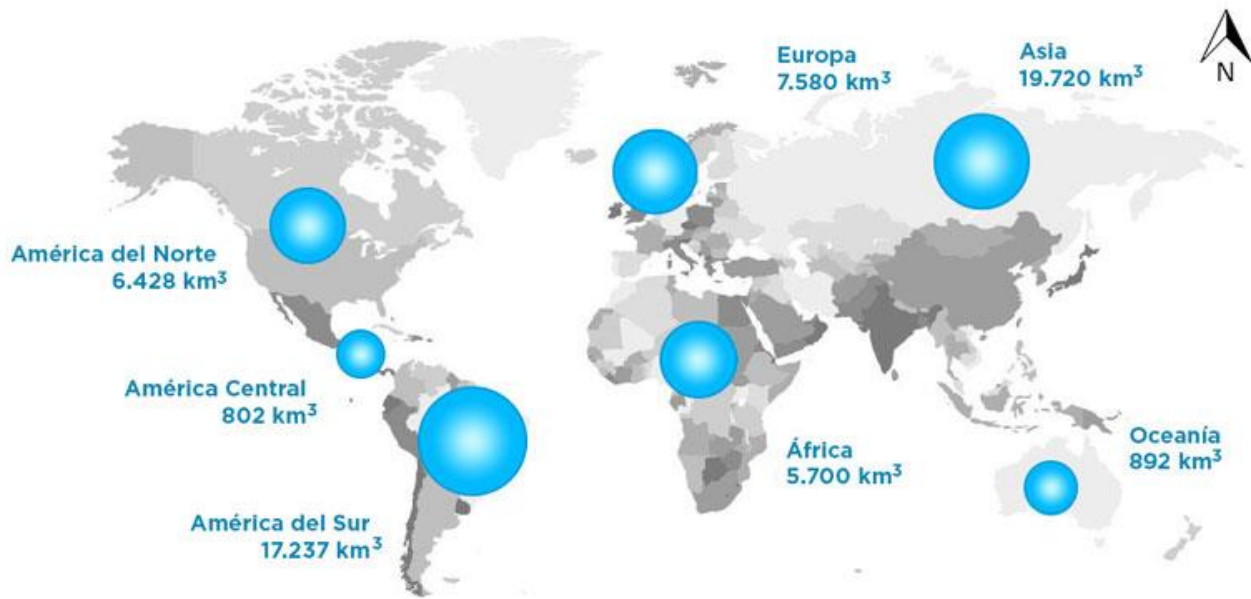 Europa
7.580 km³
Asia
19.720 km³
N
América del Norte
6.428 km³
América Central
802 km³
África
5.700 km³
Oceanía
892 km³
América del Sur
17.237 km³